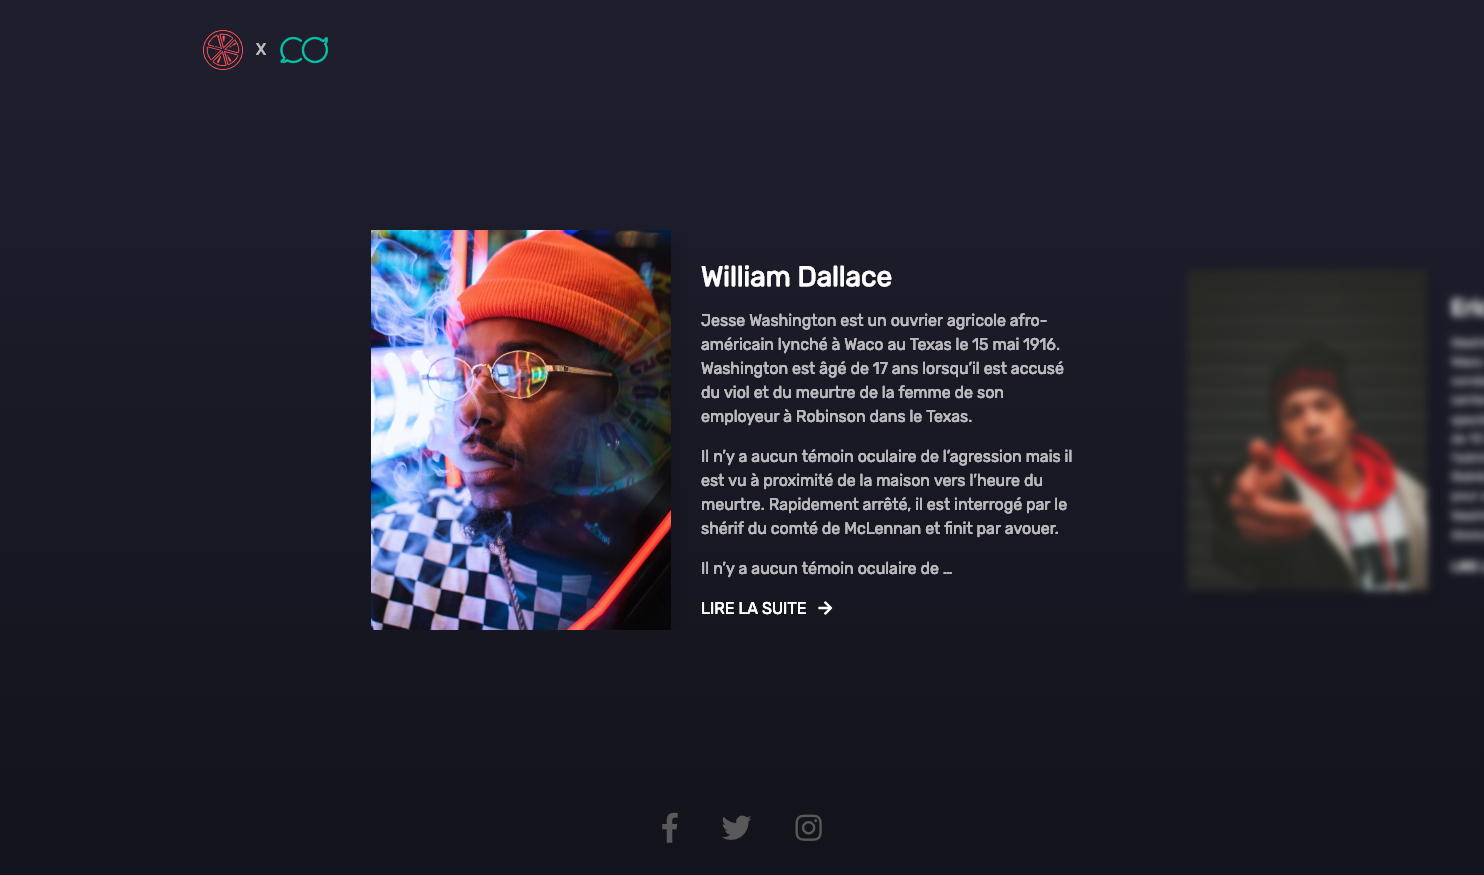 X
William Dallace
Jesse Washington est un ouvrier agricole afro-
américain lynché à Waco au Texas le 15 mai 1916.
Washington est âgé de 17 ans lorsqu’il est accusé
du viol et du meurtre de la femme de son
employeur à Robinson dans le Texas.
Il n’y a aucun témoin oculaire de l’agression mais il
est vu à proximité de la maison vers l’heure du
meurtre. Rapidement arrêté, il est interrogé par le
shérif du comté de McLennan et finit par avouer.
Il n’y a aucun témoin oculaire de ...
LIRE LA SUITE